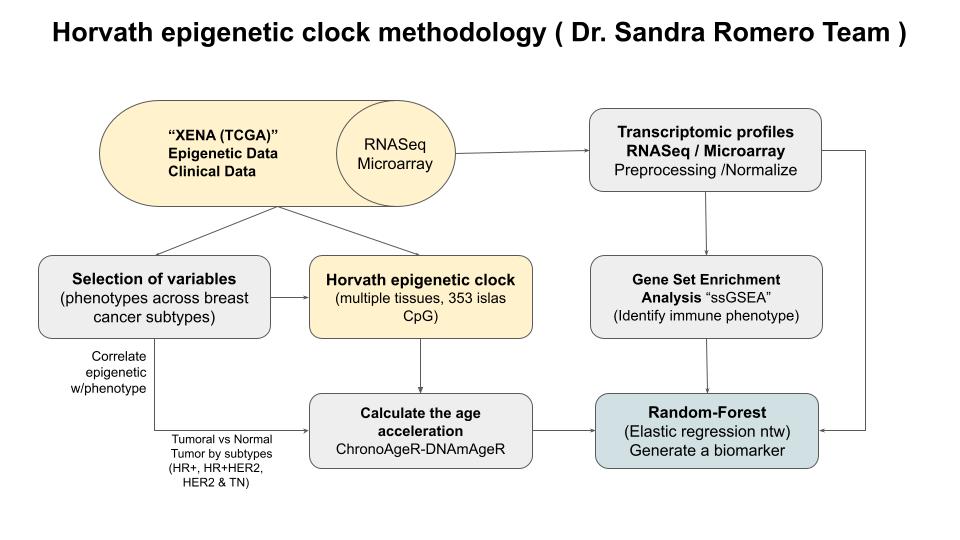 Horvath epigenetic clock methodology ( Dr. Sandra Romero Team )
“XENA (TCGA)”
Epigenetic Data
Clinical Data
RNASeq
Microarray
Transcriptomic profiles
RNASeq / Microarray
Preprocessing /Normalize
Selection of variables
(phenotypes across breast
cancer subtypes)
Horvath epigenetic clock
(multiple tissues, 353 islas
CpG)
Gene Set Enrichment
Analysis “ssGSEA”
(Identify immune phenotype)
Correlate
epigenetic
w/phenotype
Calculate the age
acceleration
ChronoAgeR-DNAmAgeR
Random-Forest
(Elastic regression ntw)
Generate a biomarker
Tumoral vs Normal
Tumor by subtypes
(HR+, HR+HER2,
HER2 & TN)